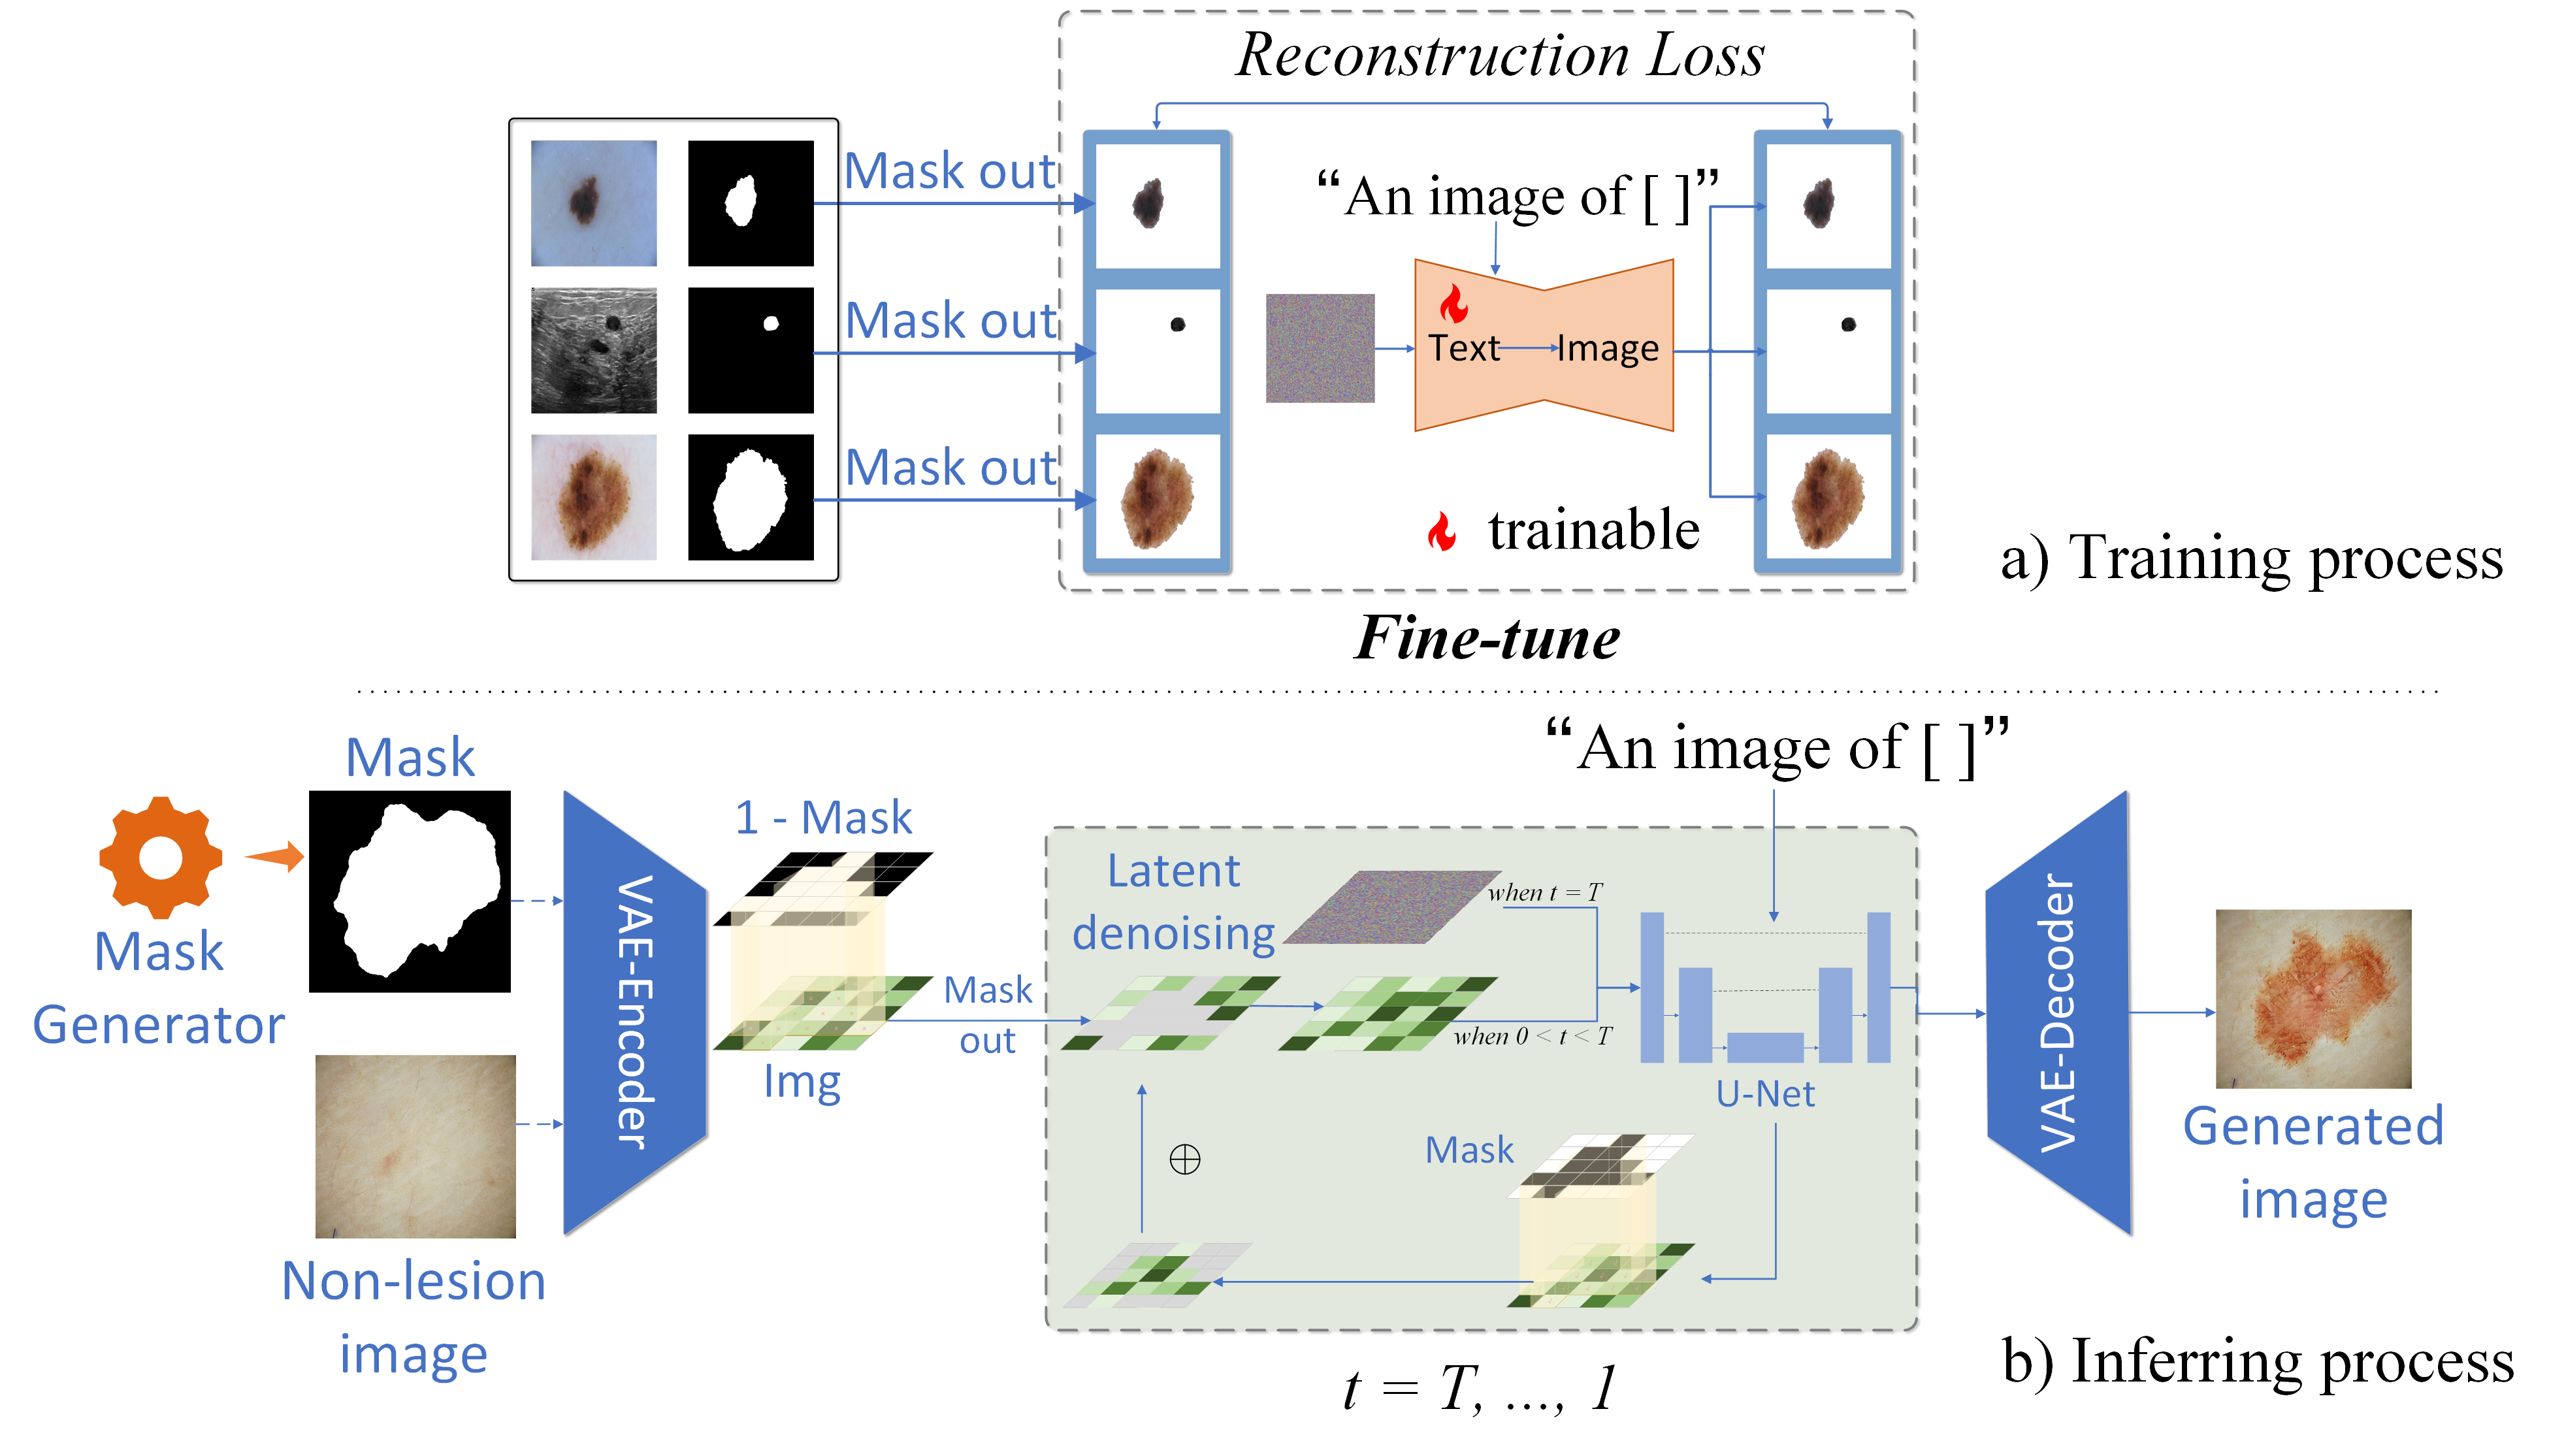 Reconstruction Loss
Mask out
“An image of [ ]”
Mask out
Text
Image
Mask out
trainable
a) Training process
Fine-tune
“An image of [ ]”
Mask
1 - Mask
Mask
Generator
VAE-Encoder
Img
Mask
out
Latent
denoising
when t = T
when 0 < t < T
U-Net
Mask
VAE-Decoder
Generated
image
Non-lesion
image
t = T, ..., 1
b) Inferring process